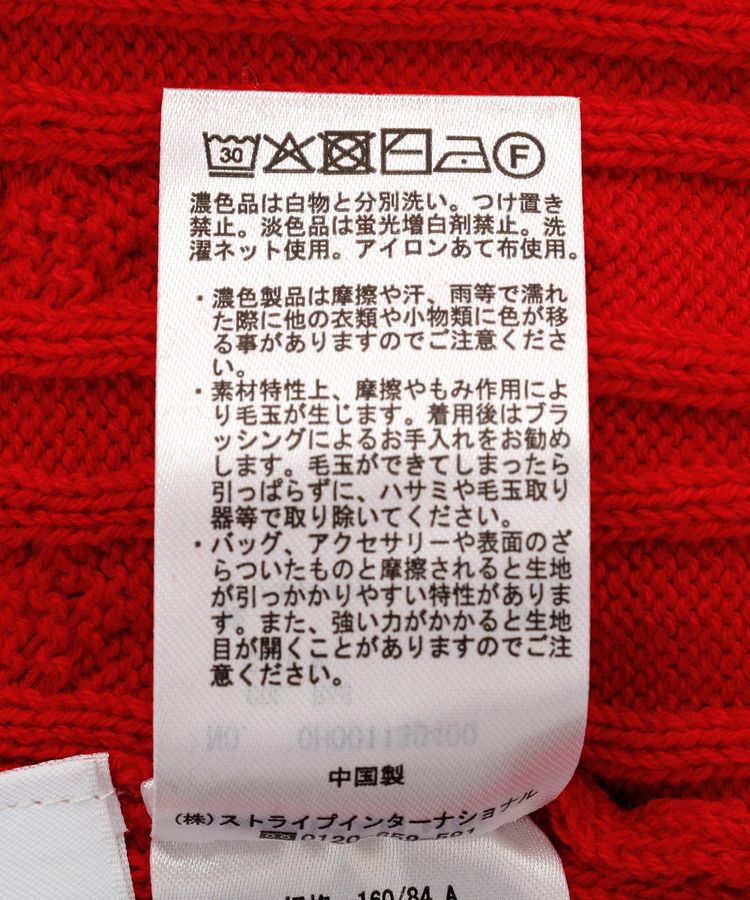 30 F
濃色品は白物と分別洗い。つけ置き
禁止。淡色品は蛍光増白剤禁止。洗
濯ネット使用。アイロンあて布使用。
・濃色製品は摩擦や汗、雨等で濡れ
た際に他の衣類や小物類に色が移
る事がありますのでご注意くださ
い。
・素材特性上、摩擦やもみ作用によ
り毛玉が生じます。着用後はブラ
ッシングによるお手入れをお勧め
します。毛玉ができてしまったら
引っぱらずに、ハサミや毛玉取り
器等で取り除いてください。
・バッグ、アクセサリーや表面のざ
らついたものと摩擦されると生地
が引っかかりやすい特性がありま
す。また、強い力がかかると生地
目が開くことがありますのでご注
意ください。
中国製
(株)ストライプインターナショナル
0120-659-591
160/84 A